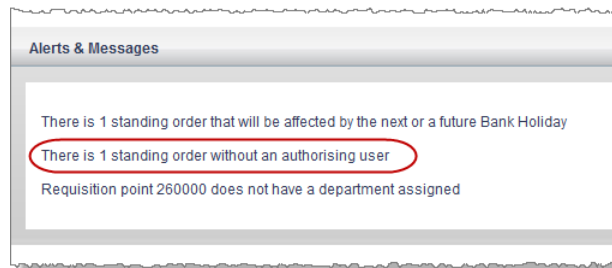 Alerts & Messages
There is 1 standing order that will be affected by the next or a future Bank Holiday
There is 1 standing order without an authorising user
Requisition point 260000 does not have a department assigned